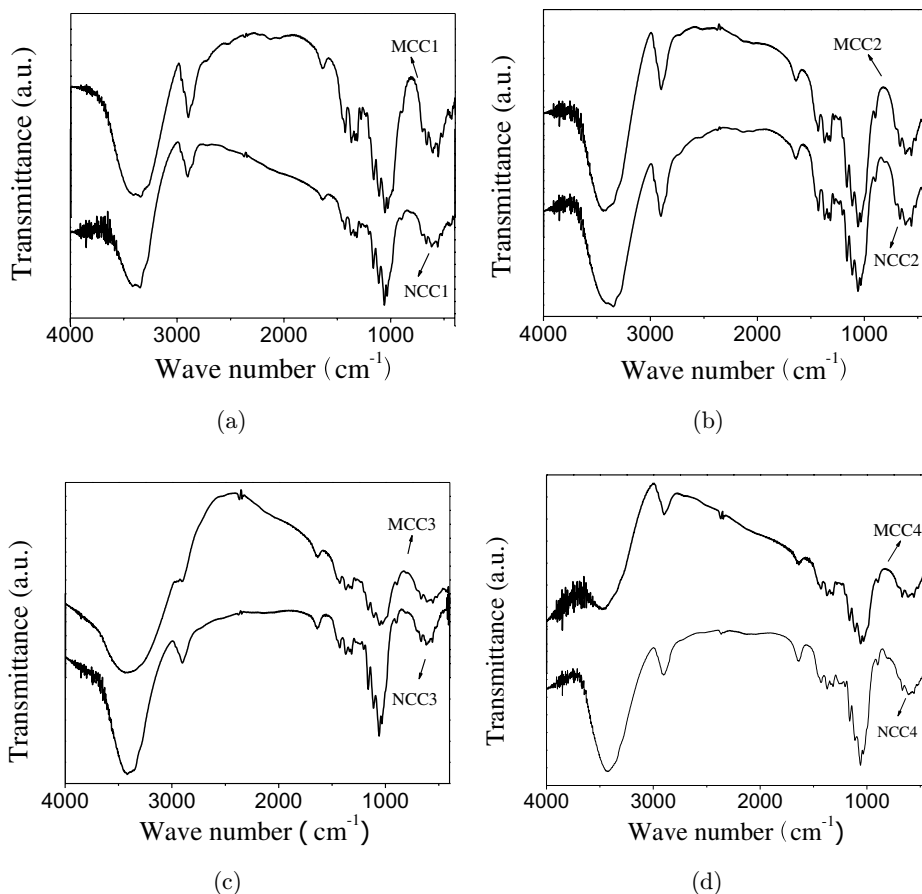 Transmittance (a.u.)
MCC1
NCC1
4000 3000 2000 1000
Wave number (cm-1)
(a)
Transmittance (a.u.)
MCC2
NCC2
4000 3000 2000 1000
Wave number (cm-1)
(b)
Transmittance (a.u.)
MCC3
NCC3
4000 3000 2000 1000
Wave number (cm-1)
(c)
Transmittance (a.u.)
MCC4
NCC4
4000 3000 2000 1000
Wave number (cm-1)
(d)